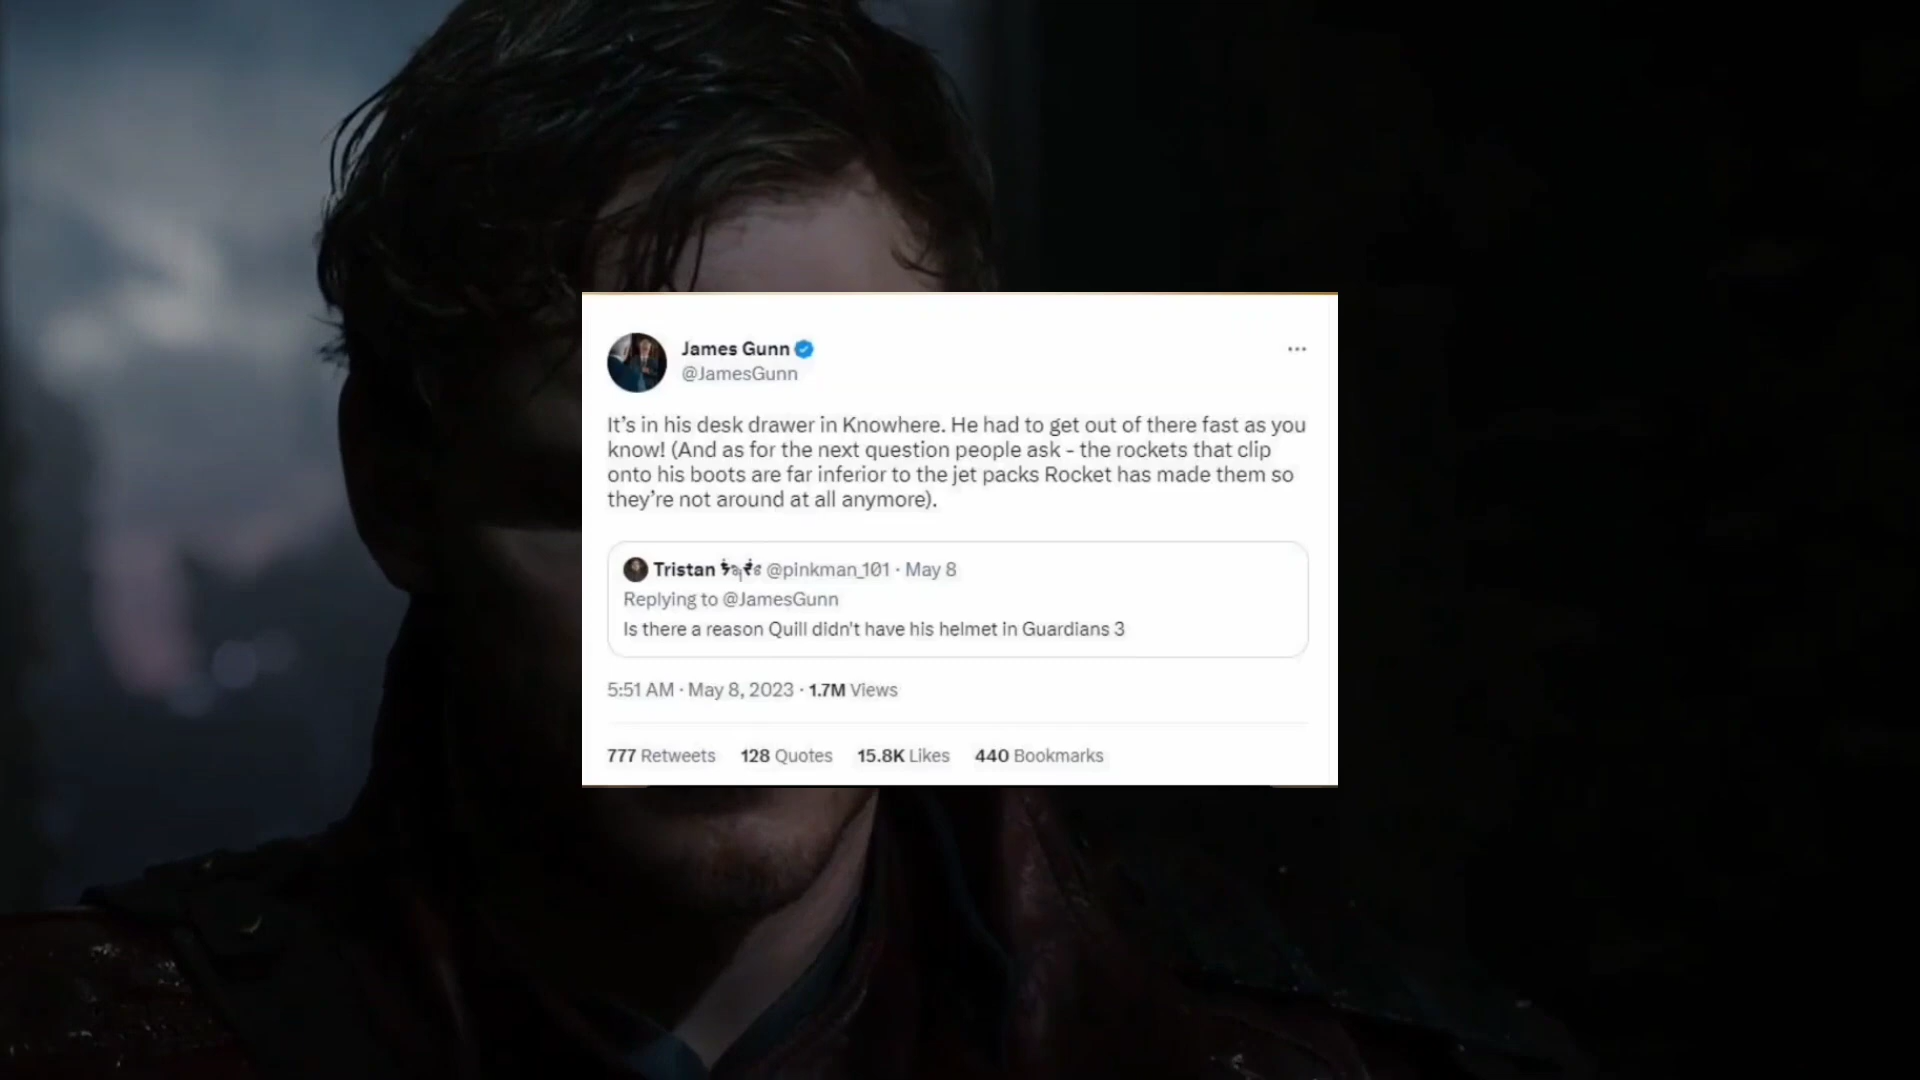 James Gunn
@JamesGunn
It’s in his desk drawer in Knowhere. He had to get out of there fast as you
know! (And as for the next question people ask - the rockets that clip
onto his boots are far inferior to the jet packs Rocket has made them so
they’re not around at all anymore).
Tristan @pinkman_101 · May 8
Replying to @JamesGunn
Is there a reason Quill didn't have his helmet in Guardians 3
5:51 AM · May 8, 2023 · 1.7M Views
777 Retweets 128 Quotes 15.8K Likes 440 Bookmarks